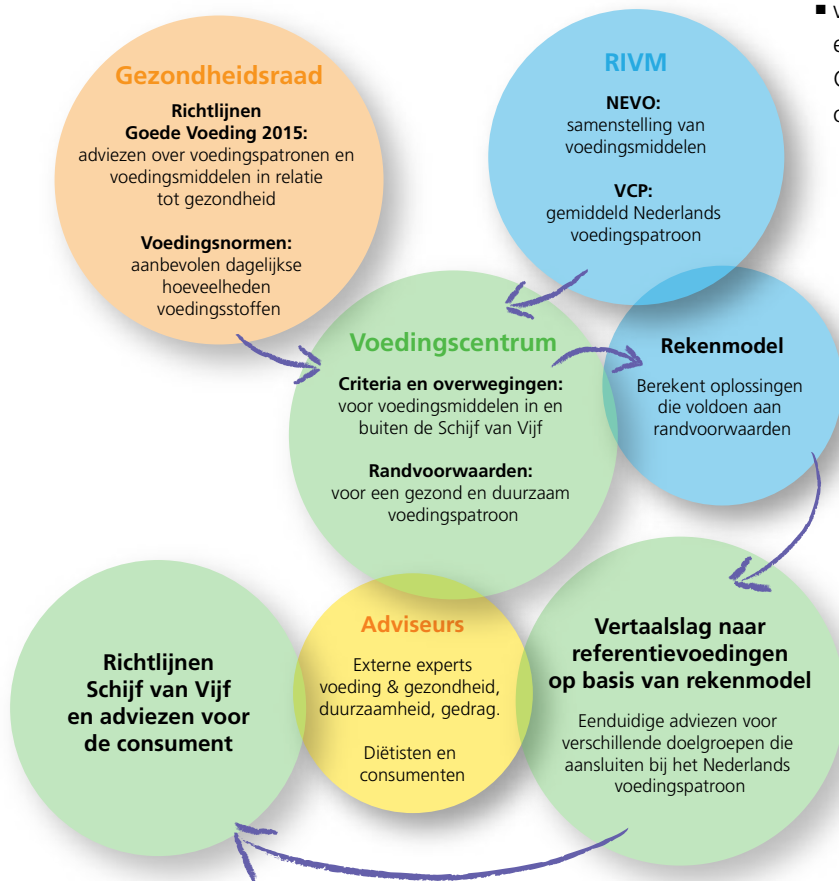 Gezondheidsraad
Richtlijnen
Goede Voeding 2015:
adviezen over voedingspatronen en
voedingsmiddelen in relatie
tot gezondheid
Voedingsnormen:
aanbevolen dagelijkse
hoeveelheden
voedingsstoffen
RIVM
NEVO:
samenstelling van
voedingsmiddelen
VCP:
gemiddeld Nederlands
voedingspatroon
Voedingscentrum
Criteria en overwegingen:
voor voedingsmiddelen in en
buiten de Schijf van Vijf
Randvoorwaarden:
voor een gezond en duurzaam
voedingspatroon
Rekenmodel
Berekent oplossingen
die voldoen aan
randvoorwaarden
Vertaalslag naar
referentievoedingen
op basis van rekenmodel
Eenduidige adviezen voor
verschillende doelgroepen die
aansluiten bij het Nederlands
voedingspatroon
Adviseurs
Externe experts
voeding & gezondheid,
duurzaamheid, gedrag.
Diëtisten en
consumenten
Richtlijnen
Schijf van Vijf
en adviezen voor
de consument